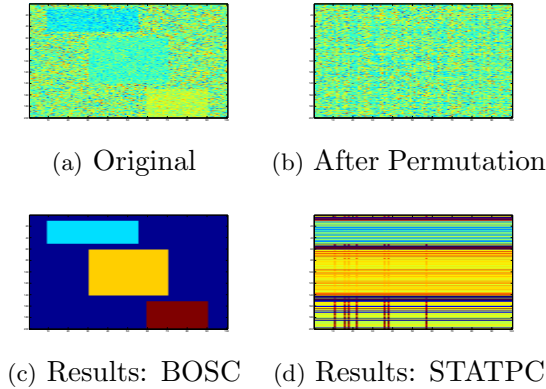 (a) Original
(b) After Permutation
(c) Results: BOSC
(d) Results: STATPC